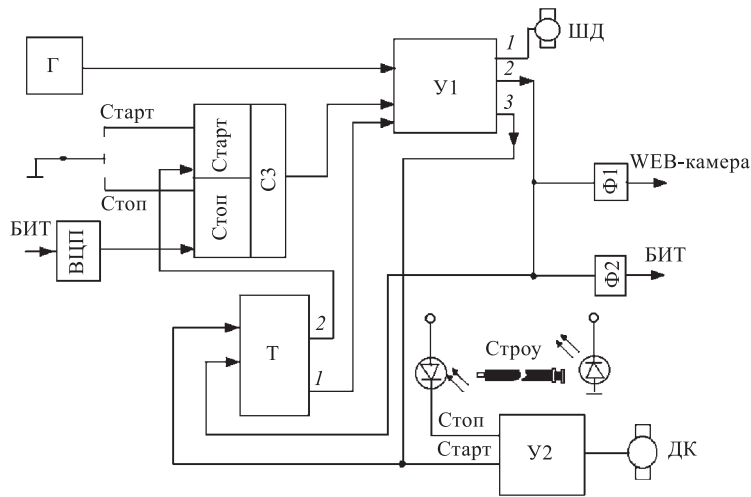 ШД
1
Г
У1
2
3
Старт
Старт
СЗ
Стоп
Стоп
WEB-камера
Ф1
БИТ
ВЦП
БИТ
Ф2
2
Т
1
Строу
Стоп
Старт
У2
ДК